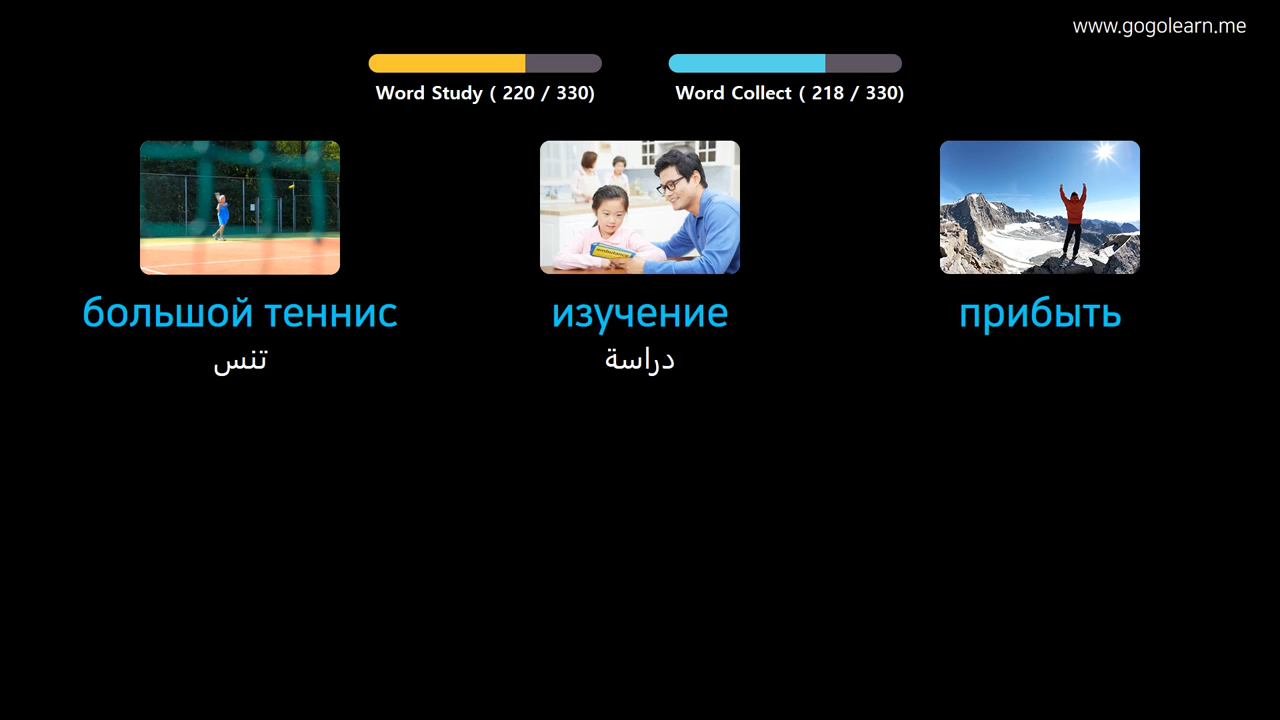 www.gogolearn.me
Word Study ( 220 / 330)
Word Collect ( 218 / 330)
большой теннис
изучение
прибыть
تنس
دراسة